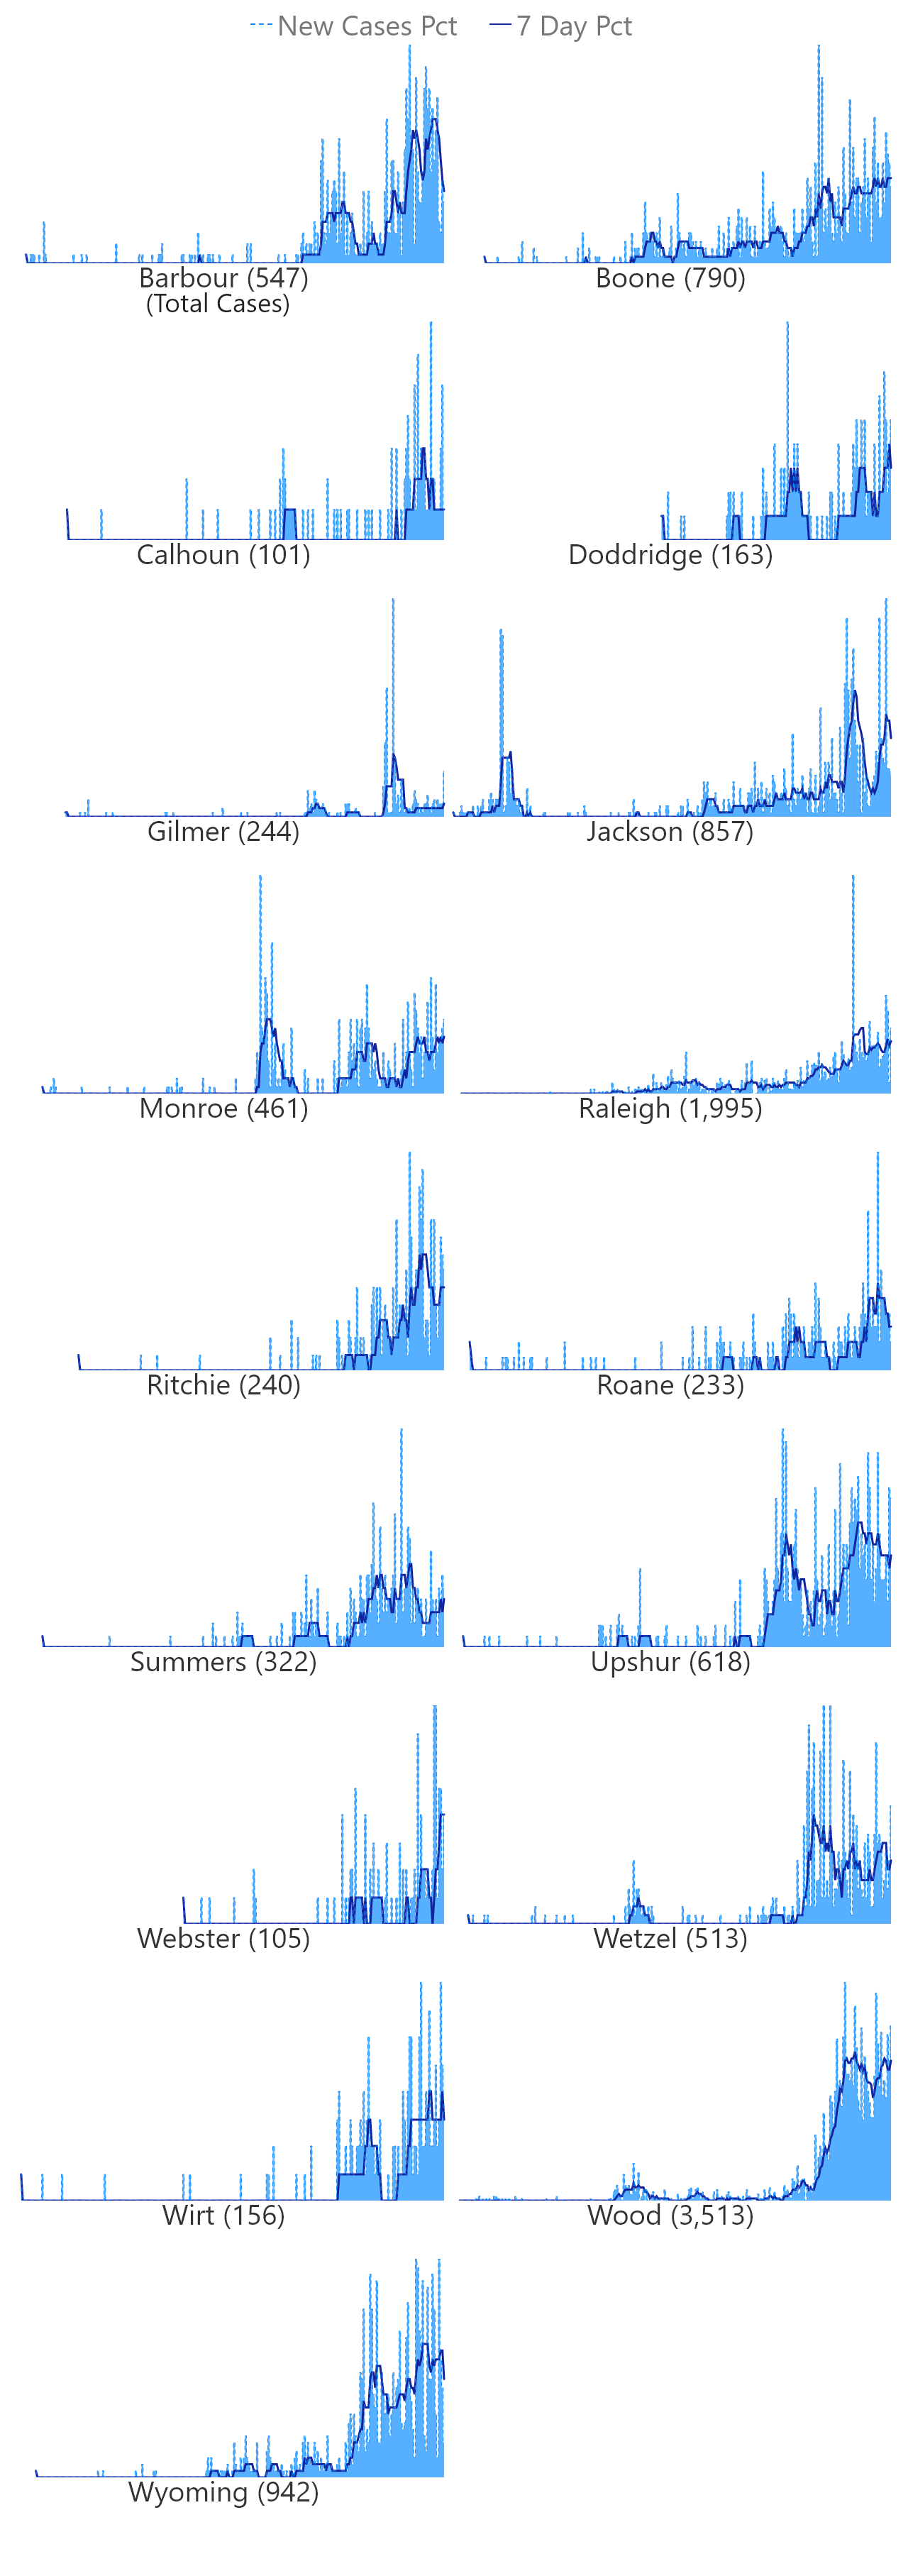 New Cases Pct 7 Day Pct
Barbour (547) Boone (790)
(Total Cases)
Calhoun (101) Doddridge (163)
Gilmer (244) Jackson (857)
Monroe (461) Raleigh (1,995)
Ritchie (240) Roane (233)
Summers (322) Upshur (618)
Webster (105) Wetzel (513)
Wirt (156) Wood (3,513)
Wyoming (942)